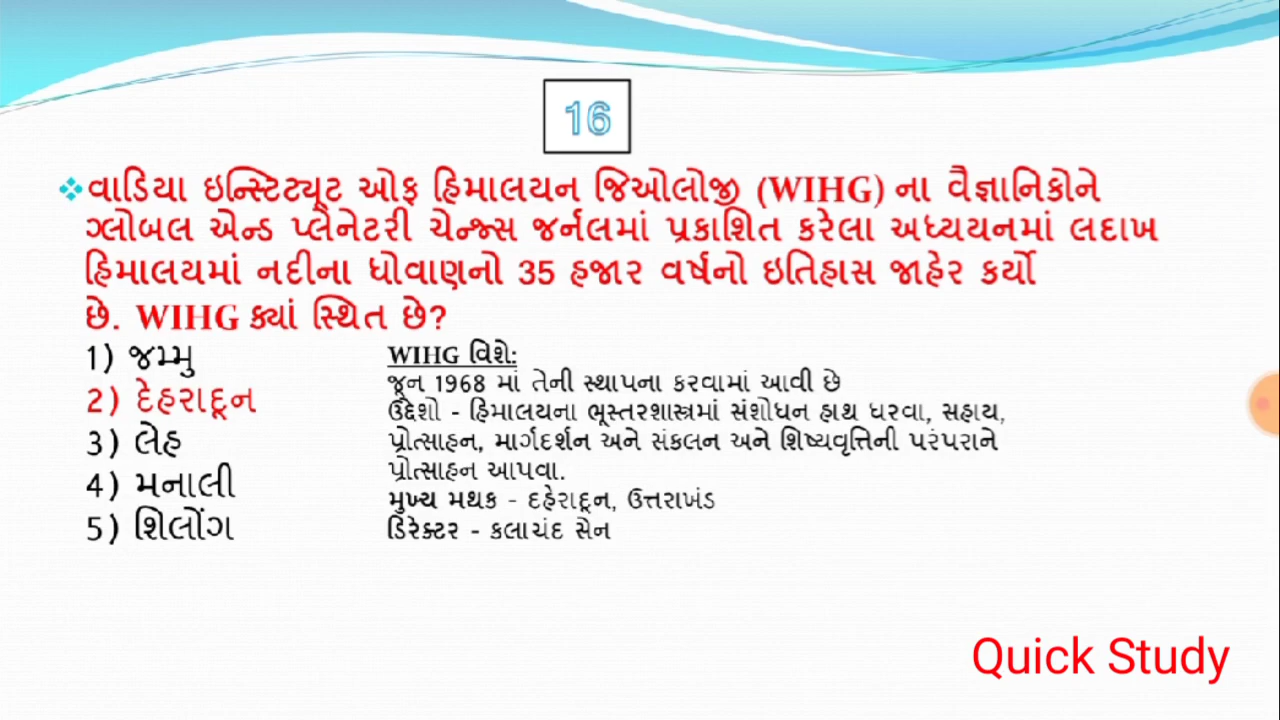 16
વાડિયા ઇન્સ્ટિટ્યૂટ ઓફ હિમાલયન જિઓલોજી (WIHG) ના વૈજ્ઞાનિકોને
ગ્લોબલ એન્ડ પ્લેનેટરી ચેન્જ્સ જર્નલમાં પ્રકાશિત કરેલા અધ્યયનમાં લદાખ
હિમાલયમાં નદીના ધોવાણનો 35 હજાર વર્ષનો ઇતિહાસ જાહેર કર્યો
છે. WIHG ક્યાં સ્થિત છે?
1) જમ્મુ
2) દેહરાદૂન
3) લેહ
4) મનાલી
5) શિલોંગ
WIHG વિશે:
જૂન 1968 માં તેની સ્થાપના કરવામાં આવી છે
ઉદ્દેશો - હિમાલયના ભૂસ્તરશાસ્ત્રમાં સંશોધન હાથ ધરવા, સહાય,
પ્રોત્સાહન, માર્ગદર્શન અને સંકલન અને શિષ્યવૃત્તિની પરંપરાને
પ્રોત્સાહન આપવા.
મુખ્ય મથક - દહેરાદૂન, ઉત્તરાખંડ
ડિરેક્ટર - કલાચંદ સેન
Quick Study